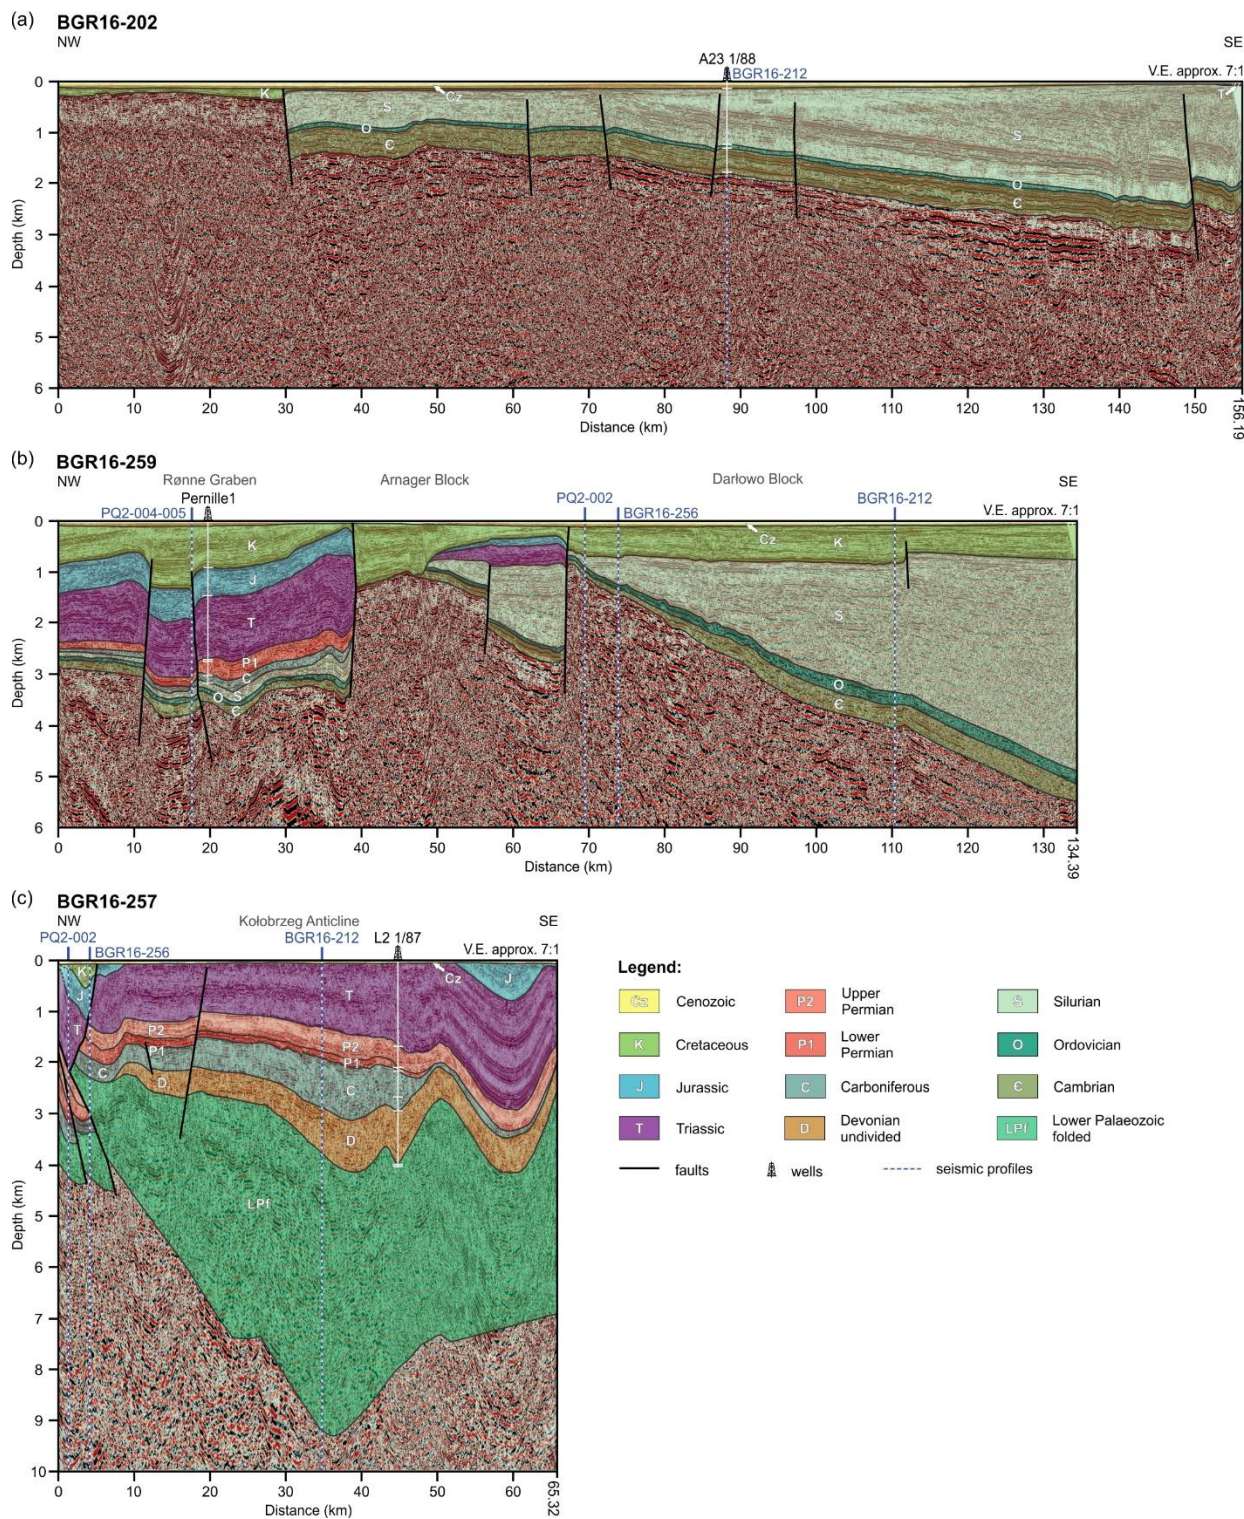 (a) BGR16-202
NW
SE
A23 1/88
BGR16-212
V.E. approx. 7:1
K
Cz
S
O
Є
S
O
Є
T
0
1
2
3
4
5
6
Depth (km)
0 10 20 30 40 50 60 70 80 90 100 110 120 130 140 150 156.19
Distance (km)
(b) BGR16-259
NW
Rønne Graben
Arnager Block
Darłowo Block
SE
PQ2-004-005
Pernille1
PQ2-002
BGR16-256
BGR16-212
V.E. approx. 7:1
K
J
T
P1
C
S
O
Є
Cz
K
S
O
Є
0
1
2
3
4
5
6
Depth (km)
0 10 20 30 40 50 60 70 80 90 100 110 120 130 134.39
Distance (km)
(c) BGR16-257
NW
Kołobrzeg Anticline
SE
PQ2-002
BGR16-256
BGR16-212
L2 1/87
V.E. approx. 7:1
K
J
T
C
P2
P1
D
T
P2
P1
C
D
LPf
Cz
J
0
1
2
3
4
5
6
7
8
9
10
Depth (km)
0 10 20 30 40 50 60 65.32
Distance (km)
Legend:
Cz Cenozoic
K Cretaceous
J Jurassic
T Triassic
P2 Upper
Permian
P1 Lower
Permian
C Carboniferous
D Devonian
undivided
S Silurian
O Ordovician
Є Cambrian
LPf Lower Palaeozoic
folded
faults
wells
seismic profiles